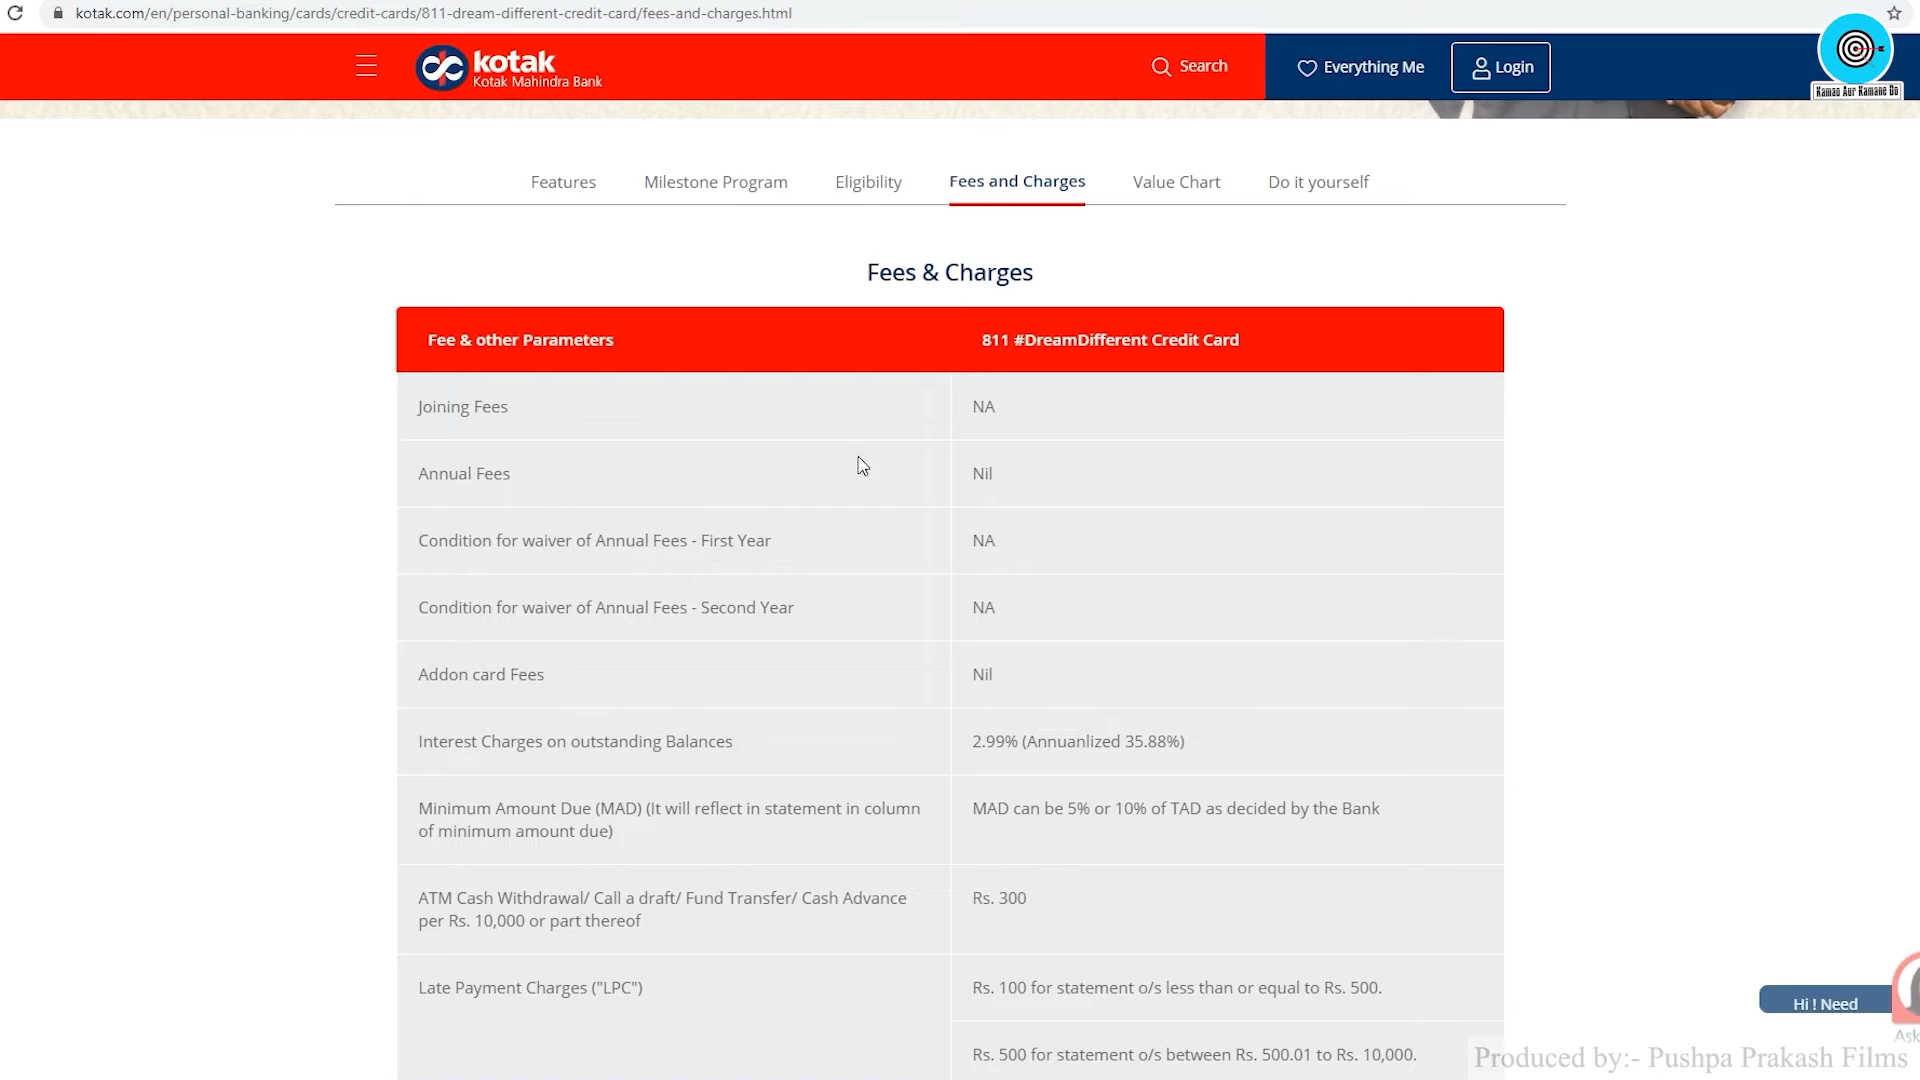 kotak.com/en/personal-banking/cards/credit-cards/811-dream-different-credit-card/fees-and-charges.html
kotak
Kotak Mahindra Bank
Search
Everything Me
Login
Kamao Aur Kamane Do
Features
Milestone Program
Eligibility
Fees and Charges
Value Chart
Do it yourself
Fees & Charges
Fee & other Parameters
811 #DreamDifferent Credit Card
Joining Fees
NA
Annual Fees
Nil
Condition for waiver of Annual Fees - First Year
NA
Condition for waiver of Annual Fees - Second Year
NA
Addon card Fees
Nil
Interest Charges on outstanding Balances
2.99% (Annuanlized 35.88%)
Minimum Amount Due (MAD) (It will reflect in statement in column
of minimum amount due)
MAD can be 5% or 10% of TAD as decided by the Bank
ATM Cash Withdrawal/ Call a draft/ Fund Transfer/ Cash Advance
per Rs. 10,000 or part thereof
Rs. 300
Late Payment Charges ("LPC")
Rs. 100 for statement o/s less than or equal to Rs. 500.
Rs. 500 for statement o/s between Rs. 500.01 to Rs. 10,000.
Hi ! Need
Ask
Produced by:- Pushpa Prakash Films